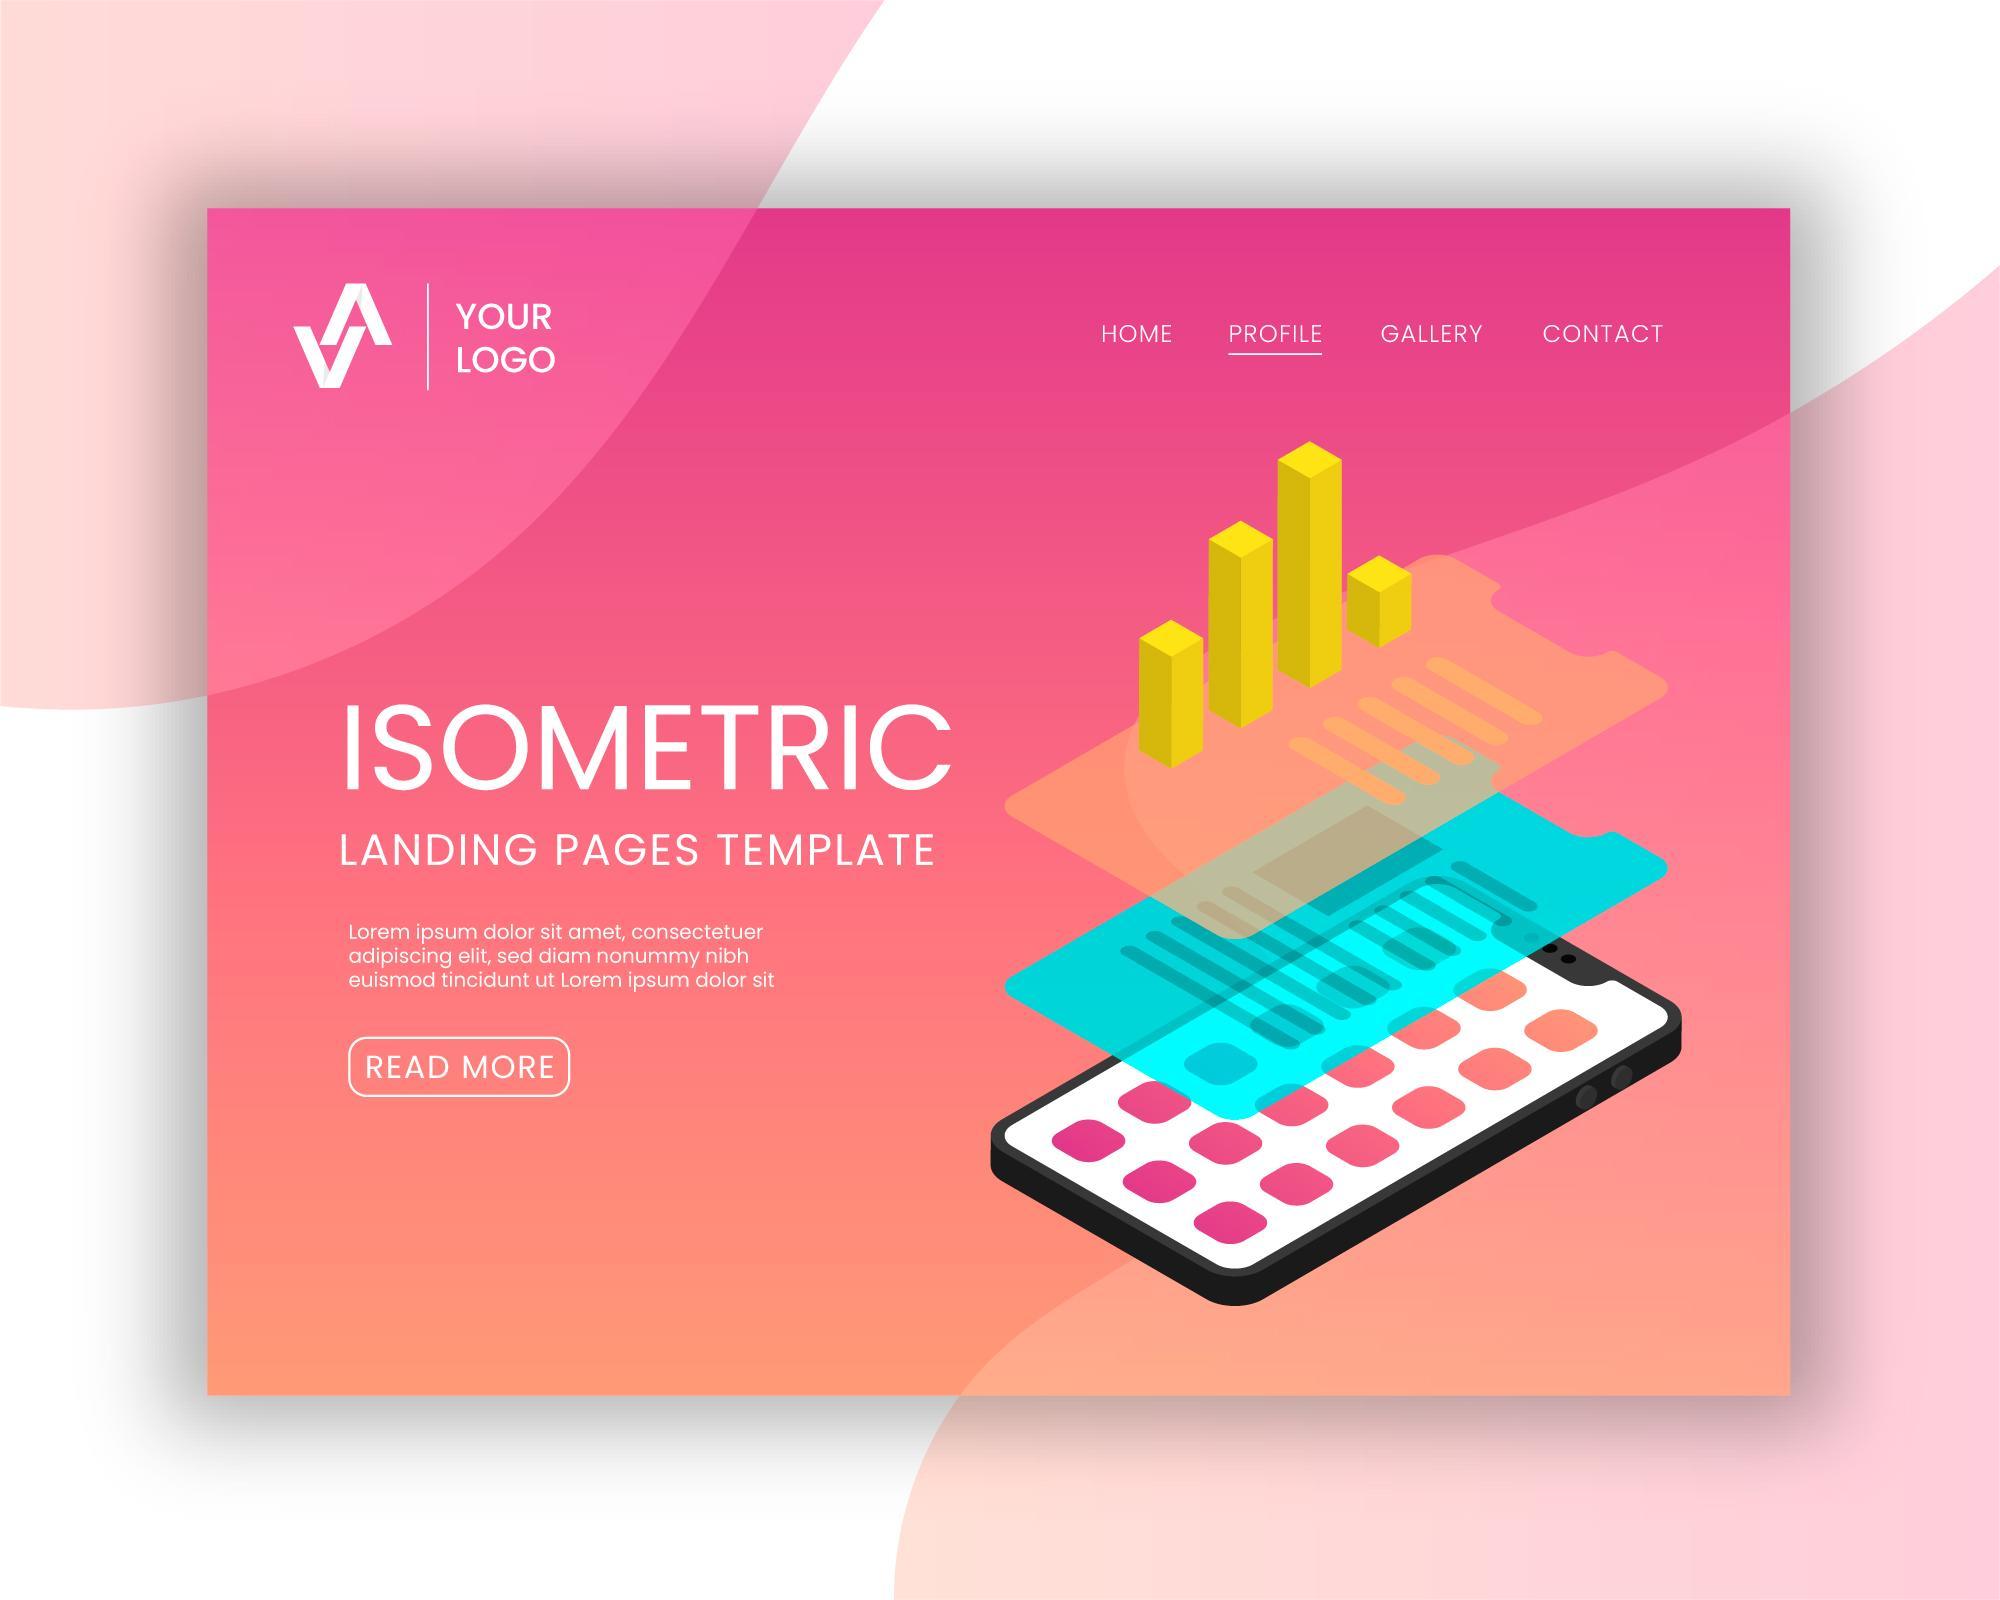 YOUR
LOGO
HOME PROFILE GALLERY CONTACT
ISOMETRIC
LANDING PAGES TEMPLATE
Lorem ipsum dolor sit amet, consectetuer
adipiscing elit, sed diam nonummy nibh
euismod tincidunt ut Lorem ipsum dolor sit
READ MORE